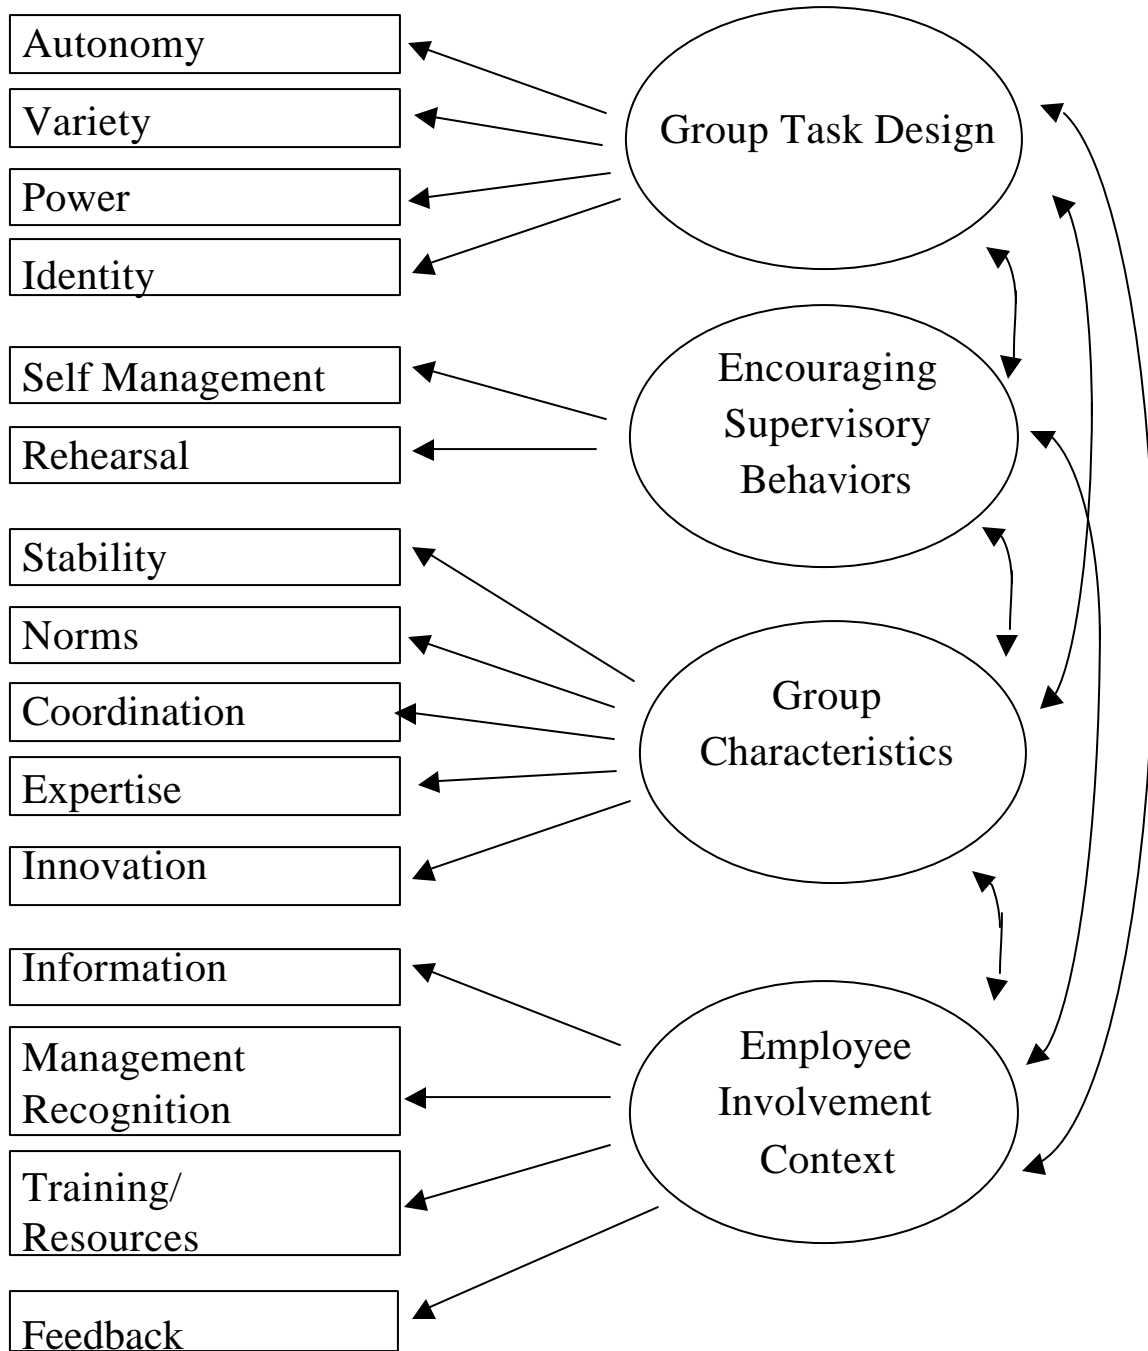 Autonomy
Variety
Power
Identity
Group Task Design
Self Management
Rehearsal
Encouraging
Supervisory
Behaviors
Stability
Norms
Coordination
Expertise
Innovation
Group
Characteristics
Information
Management
Recognition
Training/
Resources
Feedback
Employee
Involvement
Context